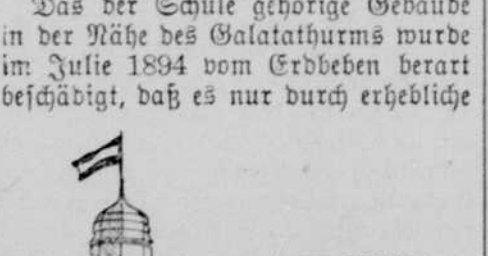 Das der Schule gehörige Gebäude
in der Nähe des Galatathurms wurde
im Julie 1894 vom Erdbeben derart
beschädigt, daß es nur durch erhebliche